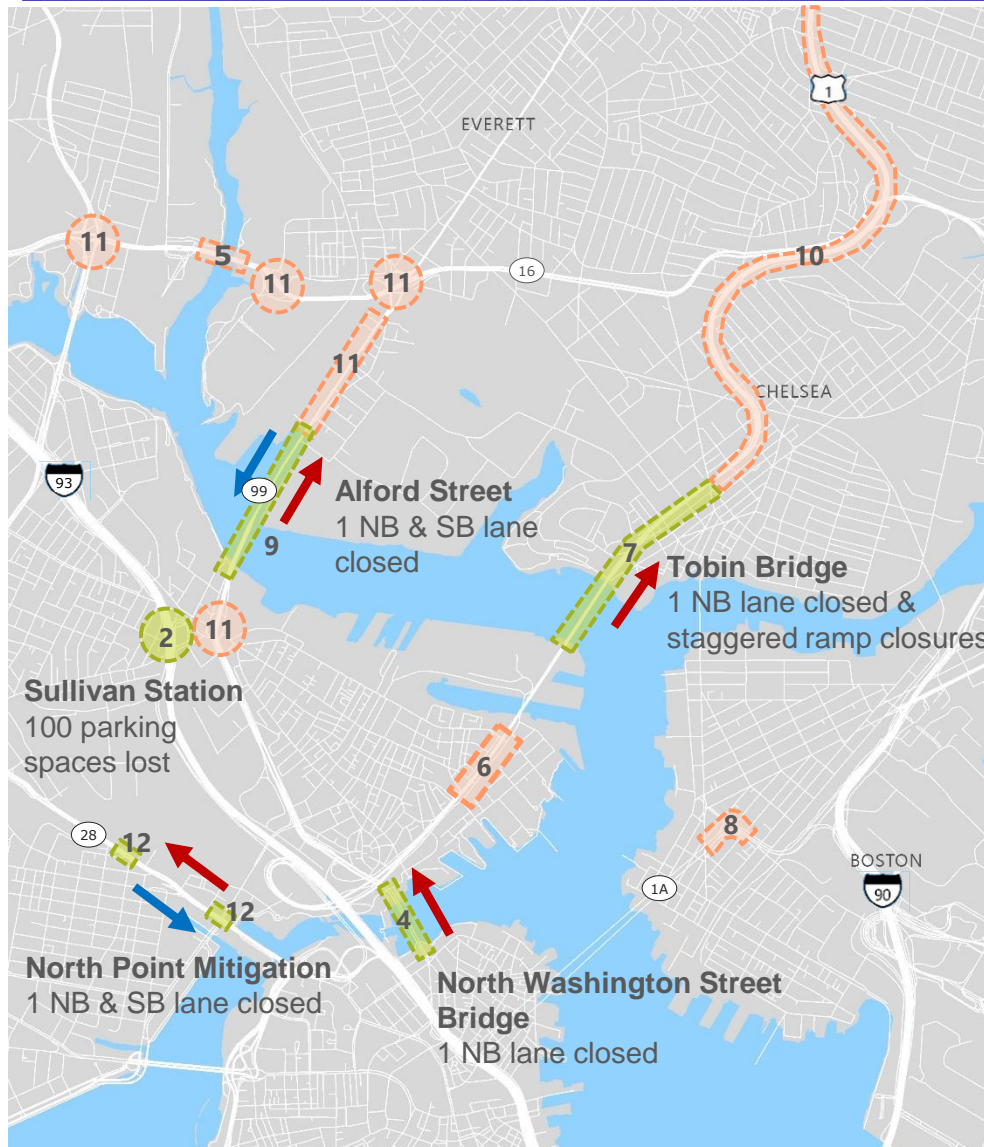 1
EVERETT
11
5
11
11
16
10
11
CHELSEA
93
99
Alford Street
1 NB & SB lane
closed
9
7
Tobin Bridge
1 NB lane closed &
staggered ramp closures
2
11
Sullivan Station
100 parking
spaces lost
6
8
28
12
BOSTON
1A
90
12
4
North Point Mitigation
1 NB & SB lane closed
North Washington Street
Bridge
1 NB lane closed